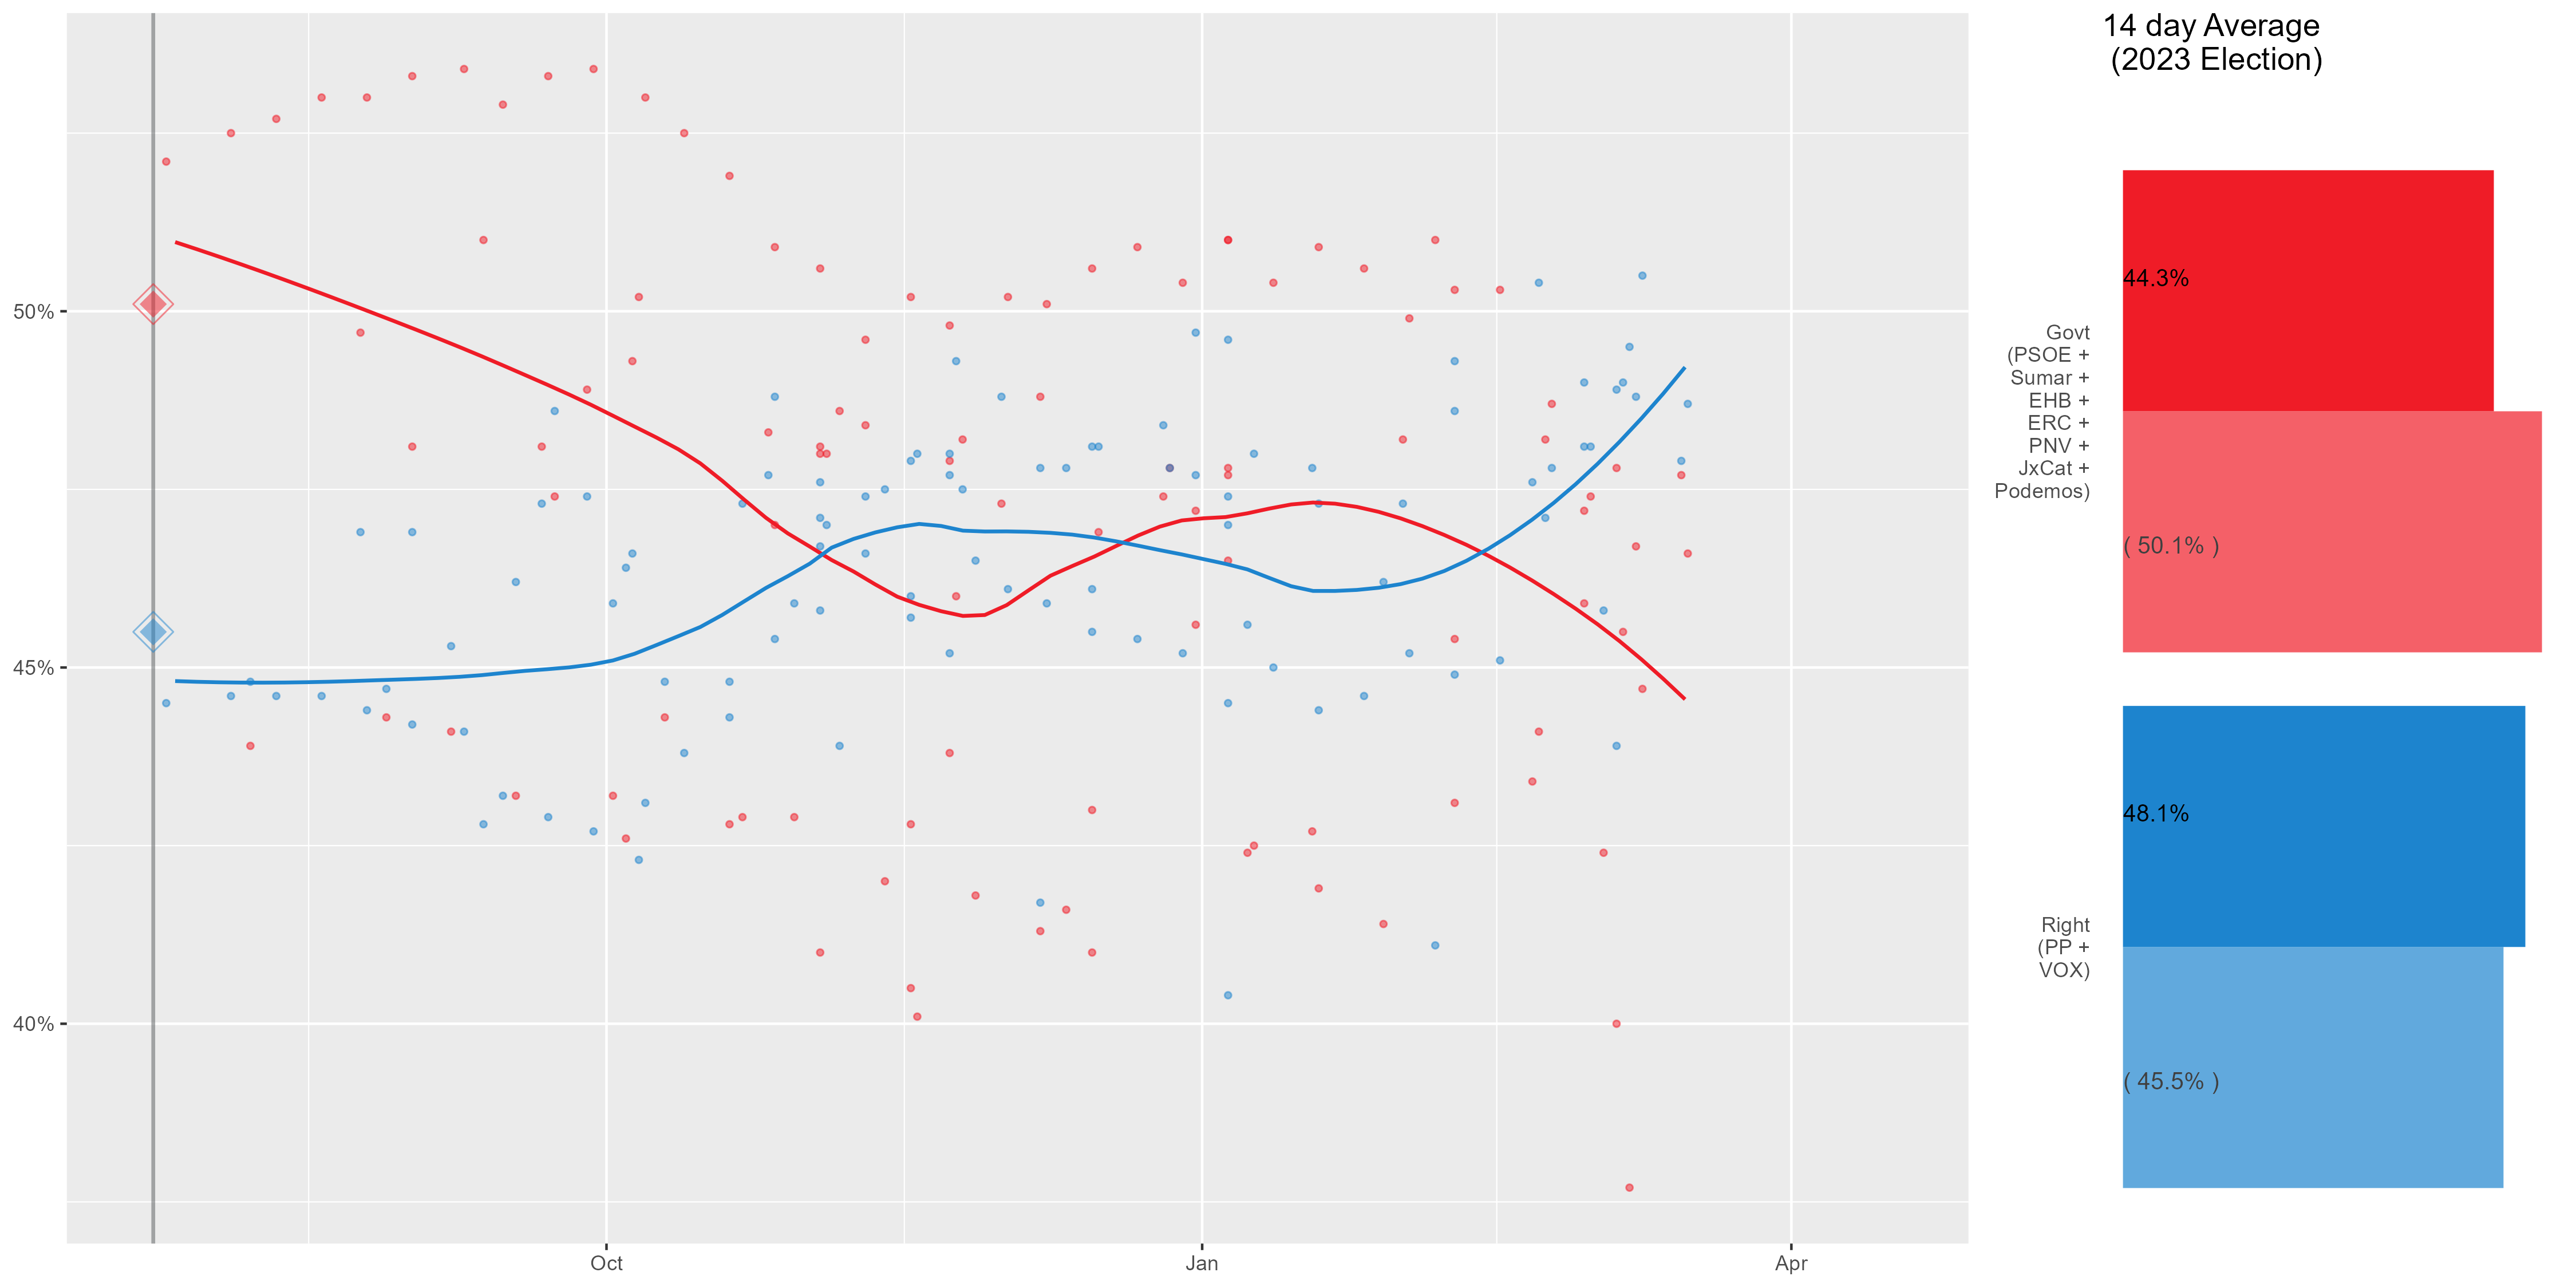 14 day Average
(2023 Election)
50%
45%
40%
Oct
Jan
Apr
Govt
(PSOE +
Sumar +
EHB +
ERC +
PNV +
JxCat +
Podemos)
44.3%
( 50.1% )
Right
(PP +
VOX)
48.1%
( 45.5% )